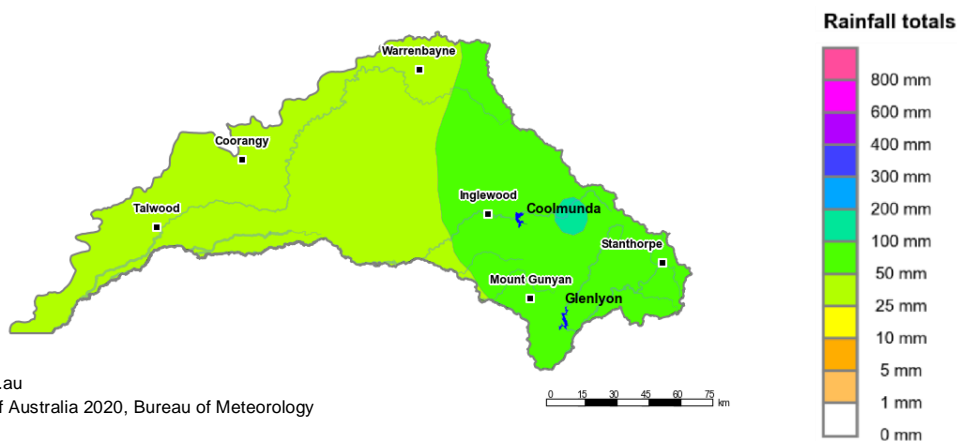 Rainfall totals
Warrenbayne
Coorangy
Talwood
Inglewood
Coolmunda
Stanthorpe
Mount Gunyan
Glenlyon
800 mm
600 mm
400 mm
300 mm
200 mm
100 mm
50 mm
25 mm
10 mm
5 mm
1 mm
0 mm
.au
f Australia 2020, Bureau of Meteorology
0 15 30 45 60 75
km